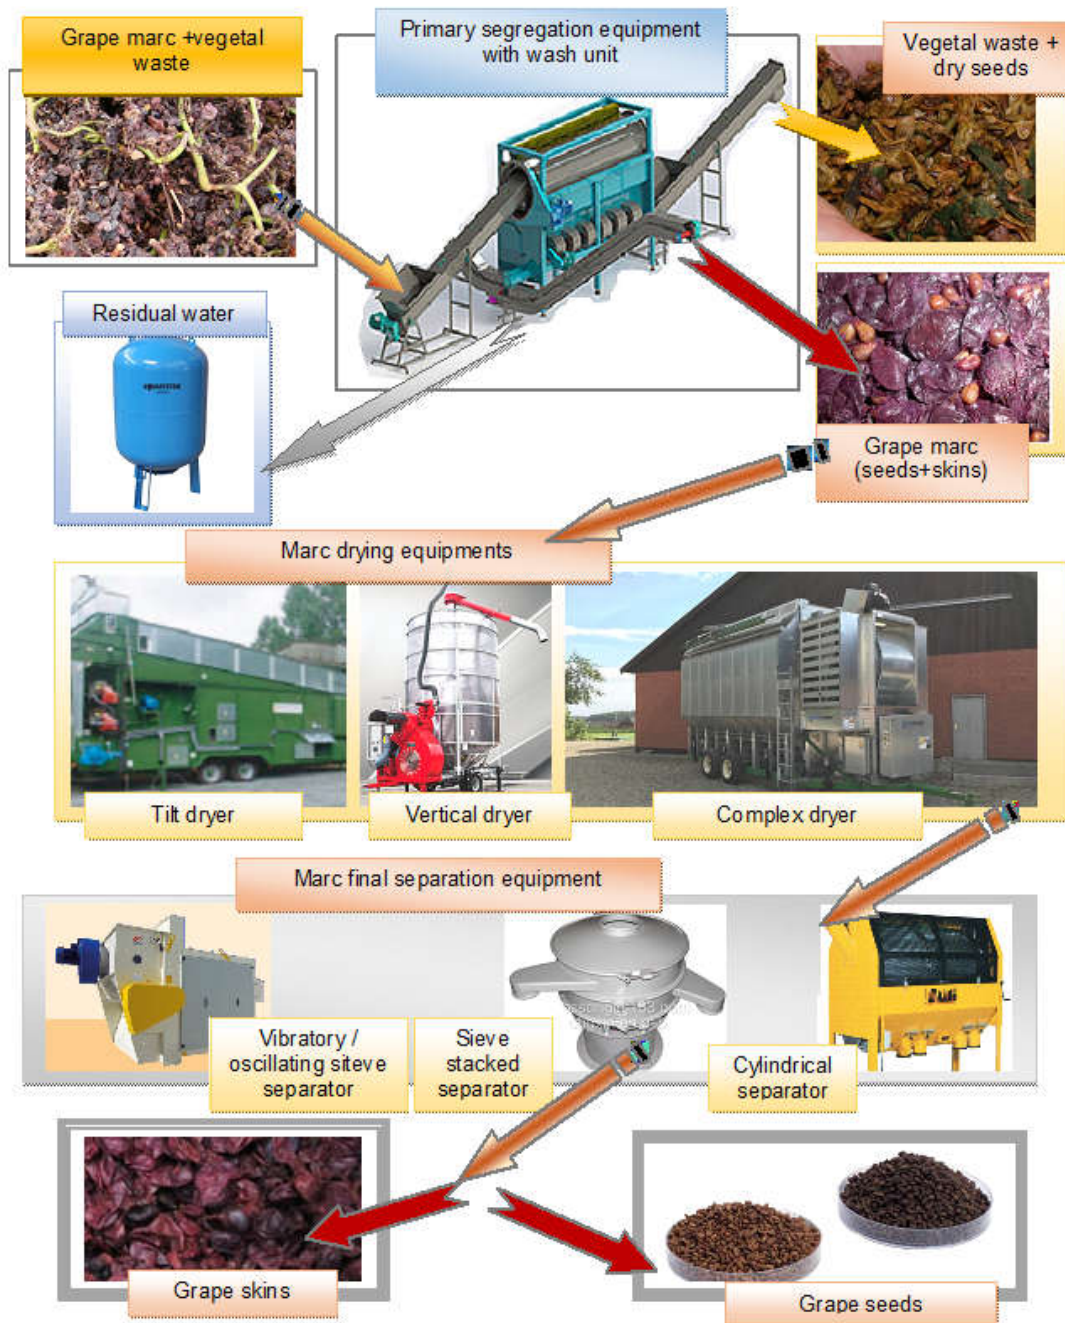 Grape marc +vegetal
waste
Primary segregation equipment
with wash unit
Vegetal waste +
dry seeds
Residual water
Grape marc
(seeds+skins)
Marc drying equipments
Tilt dryer
Vertical dryer
Complex dryer
Marc final separation equipment
Vibratory /
oscillating siteve
separator
Sieve
stacked
separator
Cylindrical
separator
Grape skins
Grape seeds